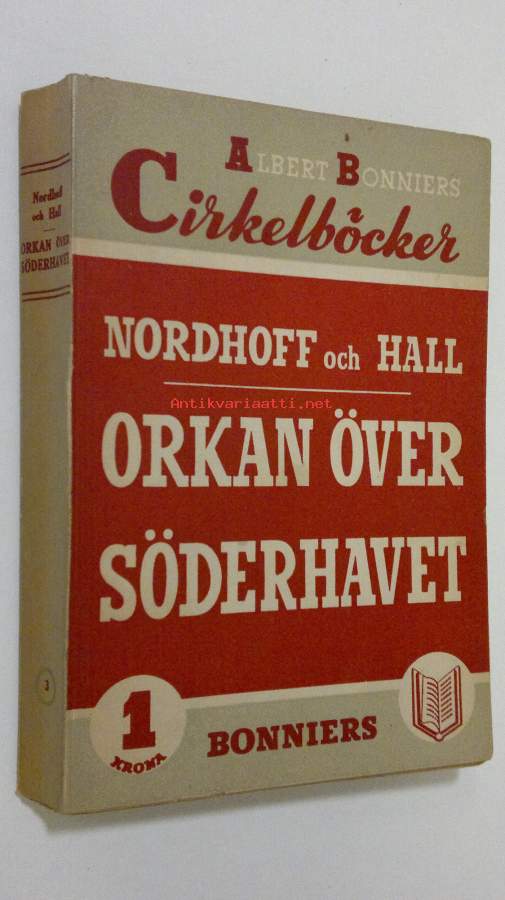 Nordhoff
och Hall
ORKAN ÖVER
SÖDERHAVET
3
ALBERT BONNIERS
Cirkelböcker
NORDHOFF och HALL
Antikvariaatti.net
ORKAN ÖVER
SÖDERHAVET
1
KRONA
BONNIERS